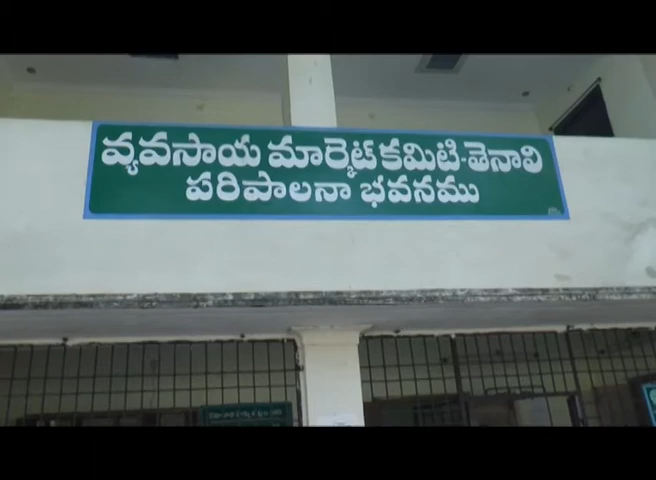 వ్యవసాయ మార్కెట్ కమిటి-తెనాలి
పరిపాలనా భవనము